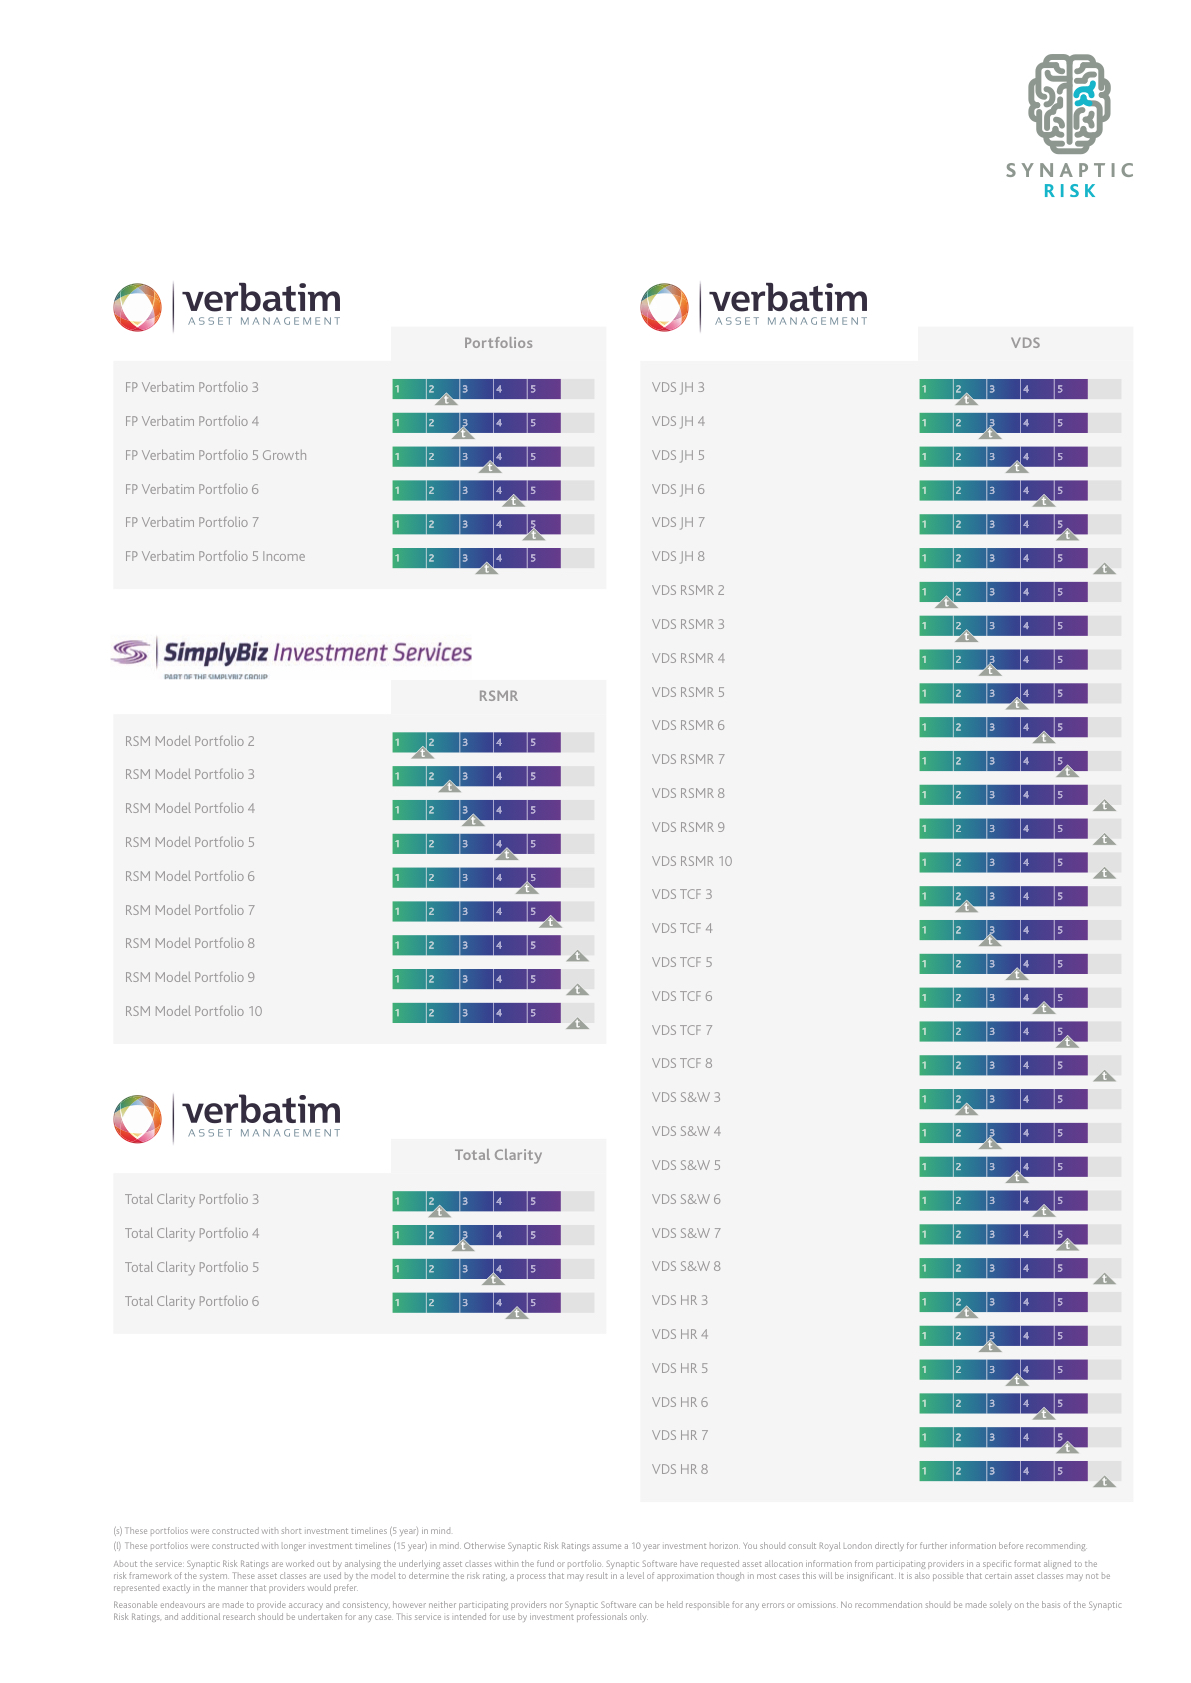 SYNAPTIC
RISK
verbatim
ASSET MANAGEMENT
Portfolios
FP Verbatim Portfolio 3
1 2 3 4 5
t
FP Verbatim Portfolio 4
1 2 3 4 5
t
FP Verbatim Portfolio 5 Growth
1 2 3 4 5
t
FP Verbatim Portfolio 6
1 2 3 4 5
t
FP Verbatim Portfolio 7
1 2 3 4 5
t
FP Verbatim Portfolio 5 Income
1 2 3 4 5
t
SimplyBiz Investment Services
PART OF THE SIMPLYBIZ GROUP
RSMR
RSM Model Portfolio 2
1 2 3 4 5
t
RSM Model Portfolio 3
1 2 3 4 5
t
RSM Model Portfolio 4
1 2 3 4 5
t
RSM Model Portfolio 5
1 2 3 4 5
t
RSM Model Portfolio 6
1 2 3 4 5
t
RSM Model Portfolio 7
1 2 3 4 5
t
RSM Model Portfolio 8
1 2 3 4 5
t
RSM Model Portfolio 9
1 2 3 4 5
t
RSM Model Portfolio 10
1 2 3 4 5
t
verbatim
ASSET MANAGEMENT
Total Clarity
Total Clarity Portfolio 3
1 2 3 4 5
t
Total Clarity Portfolio 4
1 2 3 4 5
t
Total Clarity Portfolio 5
1 2 3 4 5
t
Total Clarity Portfolio 6
1 2 3 4 5
t
verbatim
ASSET MANAGEMENT
VDS
VDS JH 3
1 2 3 4 5
t
VDS JH 4
1 2 3 4 5
t
VDS JH 5
1 2 3 4 5
t
VDS JH 6
1 2 3 4 5
t
VDS JH 7
1 2 3 4 5
t
VDS JH 8
1 2 3 4 5
t
VDS RSMR 2
1 2 3 4 5
t
VDS RSMR 3
1 2 3 4 5
t
VDS RSMR 4
1 2 3 4 5
t
VDS RSMR 5
1 2 3 4 5
t
VDS RSMR 6
1 2 3 4 5
t
VDS RSMR 7
1 2 3 4 5
t
VDS RSMR 8
1 2 3 4 5
t
VDS RSMR 9
1 2 3 4 5
t
VDS RSMR 10
1 2 3 4 5
t
VDS TCF 3
1 2 3 4 5
t
VDS TCF 4
1 2 3 4 5
t
VDS TCF 5
1 2 3 4 5
t
VDS TCF 6
1 2 3 4 5
t
VDS TCF 7
1 2 3 4 5
t
VDS TCF 8
1 2 3 4 5
t
VDS S&W 3
1 2 3 4 5
t
VDS S&W 4
1 2 3 4 5
t
VDS S&W 5
1 2 3 4 5
t
VDS S&W 6
1 2 3 4 5
t
VDS S&W 7
1 2 3 4 5
t
VDS S&W 8
1 2 3 4 5
t
VDS HR 3
1 2 3 4 5
t
VDS HR 4
1 2 3 4 5
t
VDS HR 5
1 2 3 4 5
t
VDS HR 6
1 2 3 4 5
t
VDS HR 7
1 2 3 4 5
t
VDS HR 8
1 2 3 4 5
t
(s) These portfolios were constructed with short investment timelines (5 year) in mind.
(l) These portfolios were constructed with longer investment timelines (15 year) in mind. Otherwise Synaptic Risk Ratings assume a 10 year investment horizon. You should consult Royal London directly for further information before recommending.
About the service: Synaptic Risk Ratings are worked out by analysing the underlying asset classes within the fund or portfolio. Synaptic Software have requested asset allocation information from participating providers in a specific format aligned to the
risk framework of the system. These asset classes are used by the model to determine the risk rating, a process that may result in a level of approximation though in most cases this will be insignificant. It is also possible that certain asset classes may not be
represented exactly in the manner that providers would prefer.
Reasonable endeavours are made to provide accuracy and consistency, however neither participating providers nor Synaptic Software can be held responsible for any errors or omissions. No recommendation should be made solely on the basis of the Synaptic
Risk Ratings, and additional research should be undertaken for any case. This service is intended for use by investment professionals only.